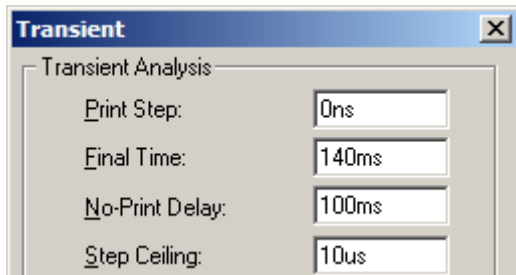 Transient
Transient Analysis
Print Step: 0ns
Final Time: 140ms
No-Print Delay: 100ms
Step Ceiling: 10us